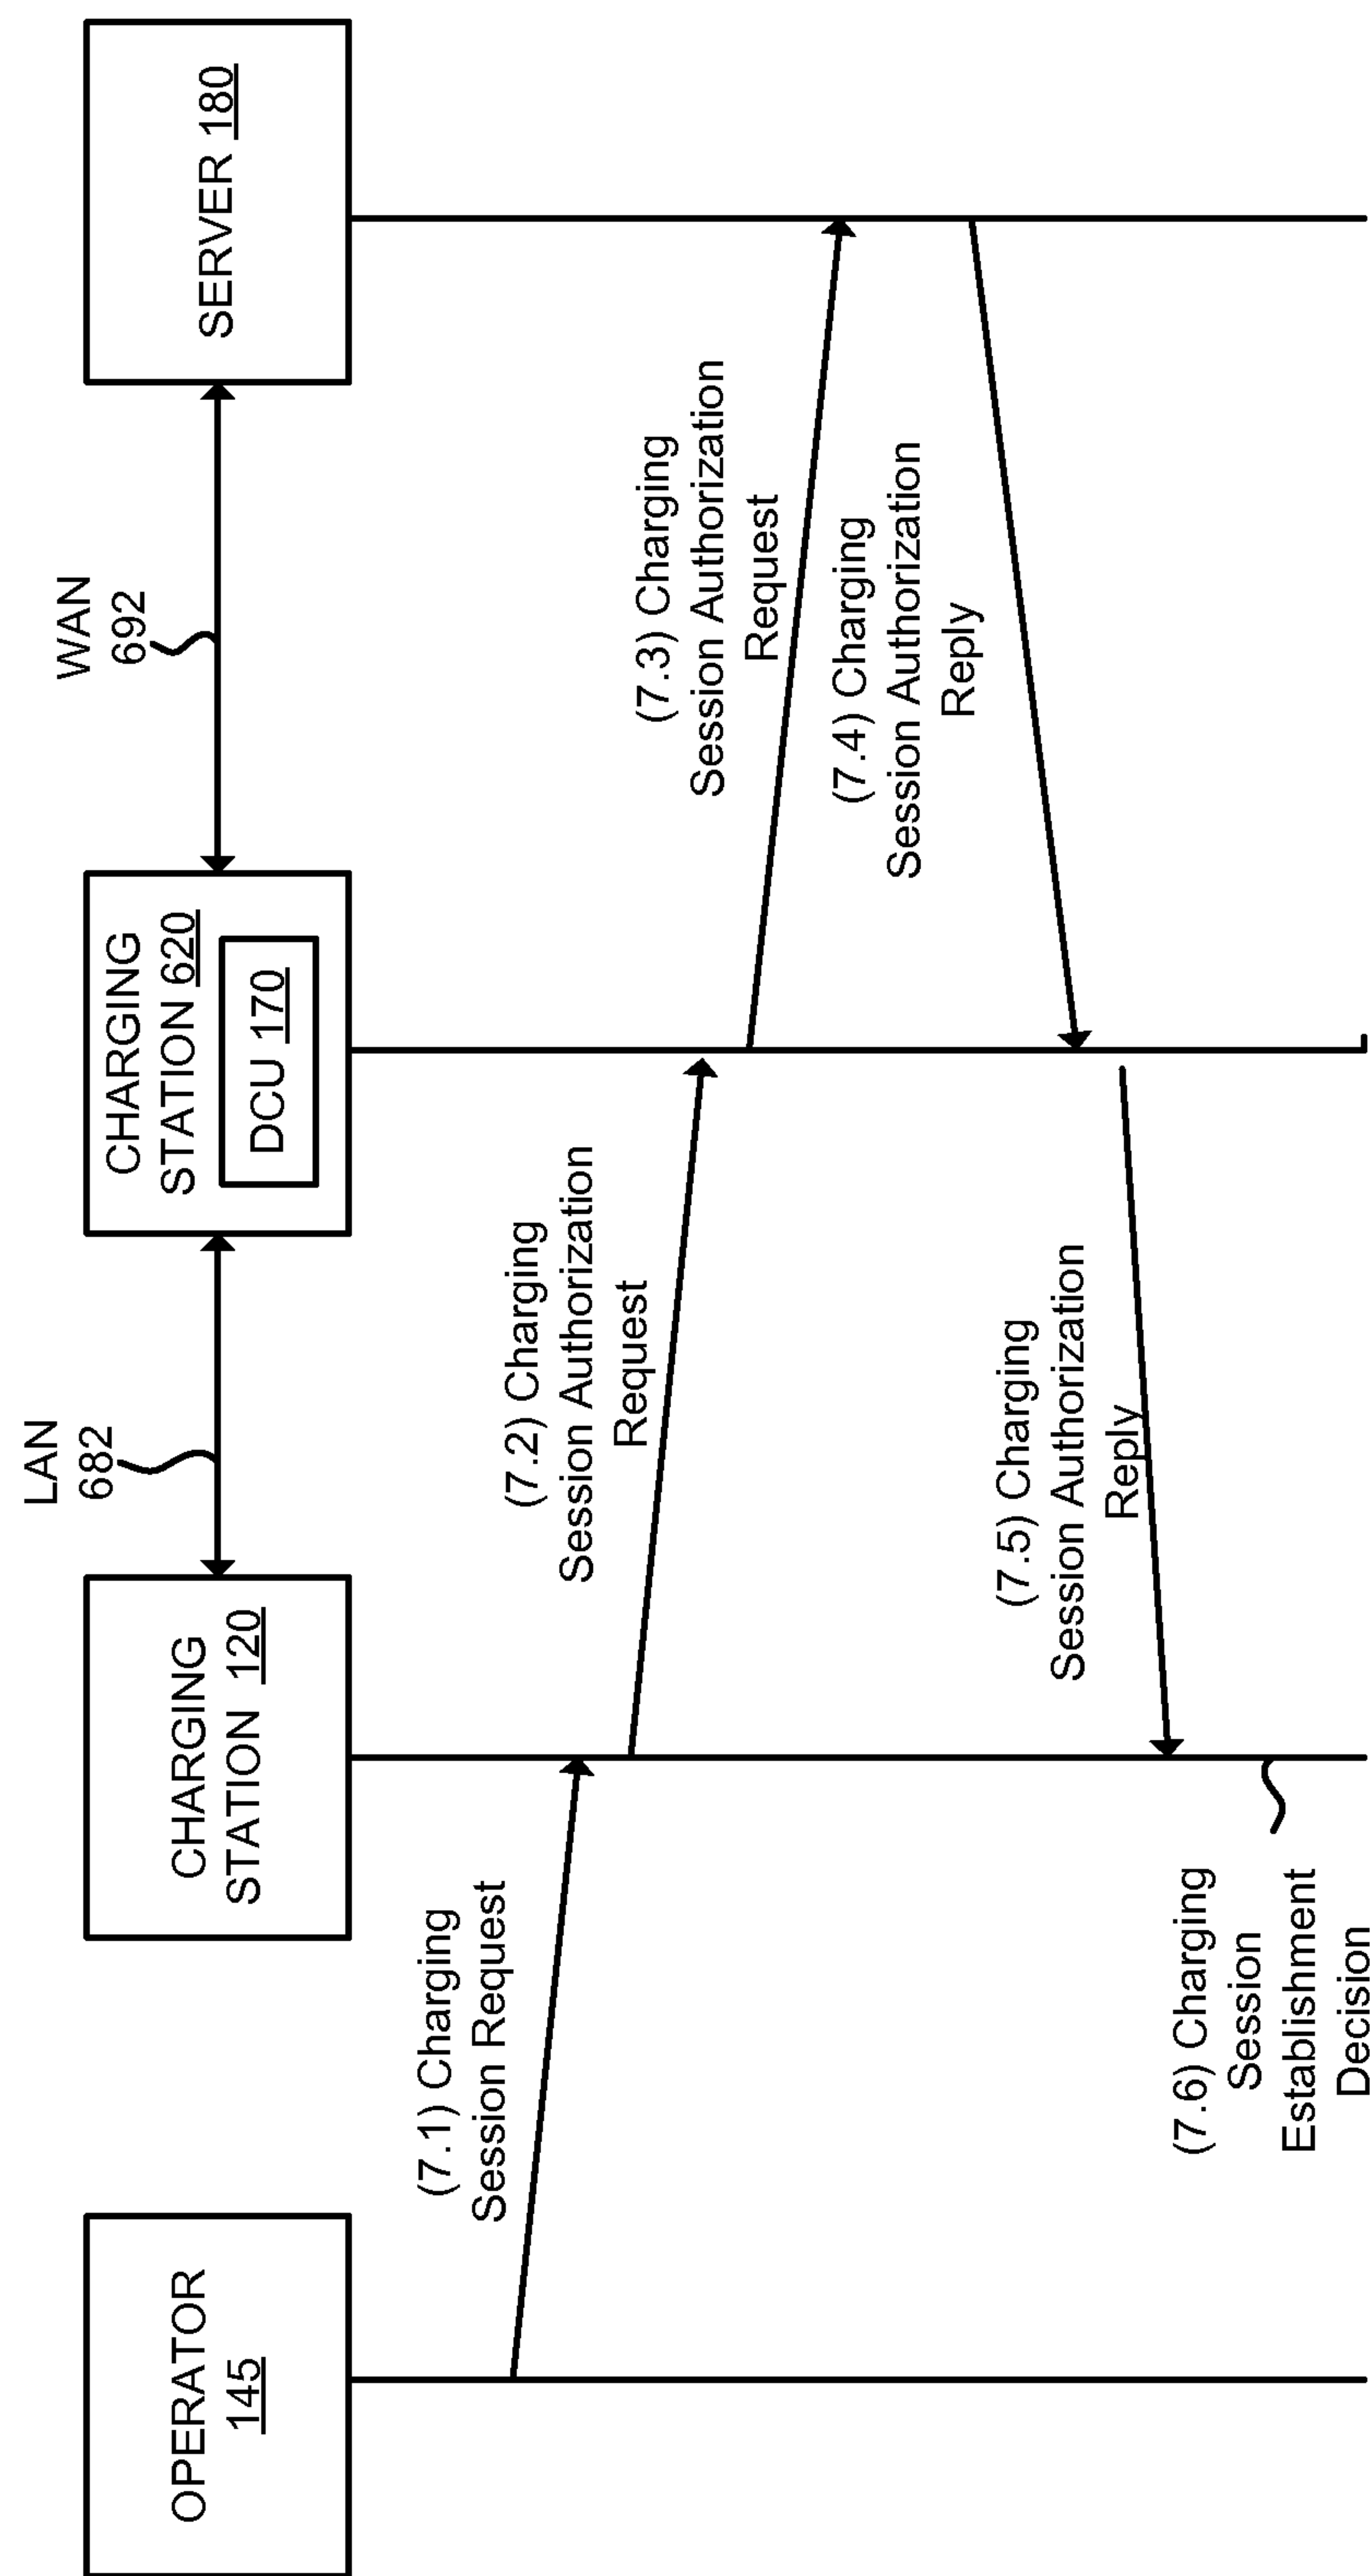 OPERATOR
145
CHARGING
STATION 120
LAN
682
CHARGING
STATION 620
DCU 170
WAN
692
SERVER 180
(7.1) Charging
Session Request
(7.2) Charging
Session Authorization
Request
(7.3) Charging
Session Authorization
Request
(7.4) Charging
Session Authorization
Reply
(7.5) Charging
Session Authorization
Reply
(7.6) Charging
Session
Establishment
Decision